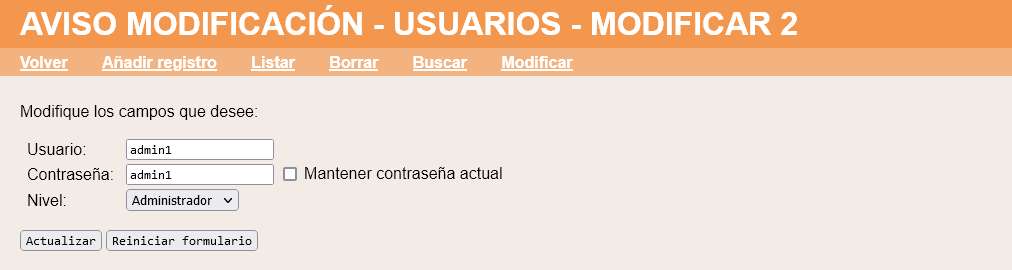 AVISO MODIFICACIÓN - USUARIOS - MODIFICAR 2
Volver Añadir registro Listar Borrar Buscar Modificar
Modifique los campos que desee:
Usuario: admin1
Contraseña: admin1 Mantener contraseña actual
Nivel: Administrador
Actualizar Reiniciar formulario